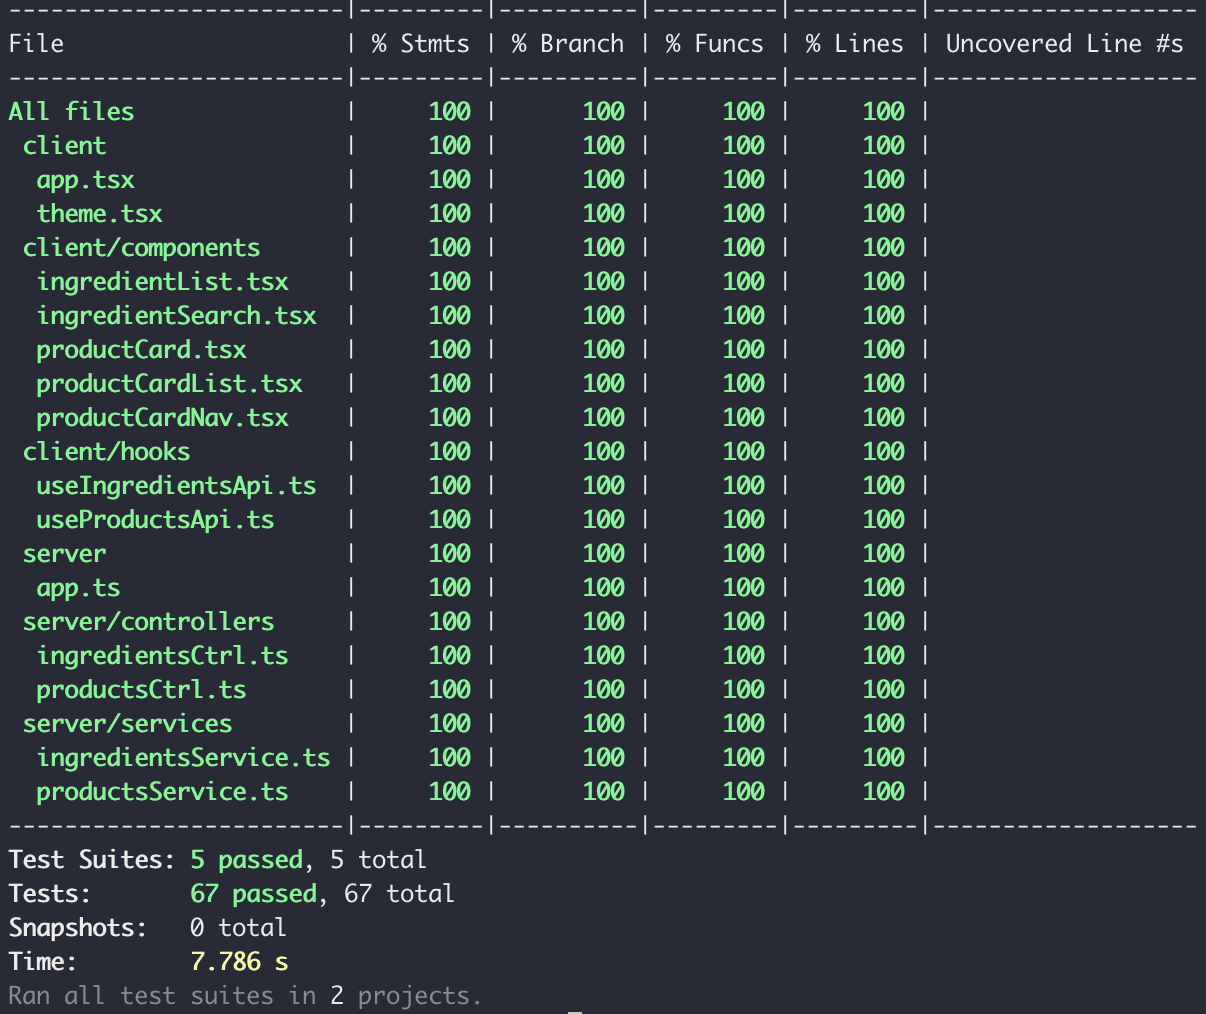 ------------------------|---------|----------|---------|---------|-------------------
File                    | % Stmts | % Branch | % Funcs | % Lines | Uncovered Line #s
------------------------|---------|----------|---------|---------|-------------------
All files               |     100 |      100 |     100 |     100 |
 client                 |     100 |      100 |     100 |     100 |
  app.tsx               |     100 |      100 |     100 |     100 |
  theme.tsx             |     100 |      100 |     100 |     100 |
 client/components      |     100 |      100 |     100 |     100 |
  ingredientList.tsx    |     100 |      100 |     100 |     100 |
  ingredientSearch.tsx  |     100 |      100 |     100 |     100 |
  productCard.tsx       |     100 |      100 |     100 |     100 |
  productCardList.tsx   |     100 |      100 |     100 |     100 |
  productCardNav.tsx    |     100 |      100 |     100 |     100 |
 client/hooks           |     100 |      100 |     100 |     100 |
  useIngredientsApi.ts  |     100 |      100 |     100 |     100 |
  useProductsApi.ts     |     100 |      100 |     100 |     100 |
 server                 |     100 |      100 |     100 |     100 |
  app.ts                |     100 |      100 |     100 |     100 |
 server/controllers     |     100 |      100 |     100 |     100 |
  ingredientsCtrl.ts    |     100 |      100 |     100 |     100 |
  productsCtrl.ts       |     100 |      100 |     100 |     100 |
 server/services        |     100 |      100 |     100 |     100 |
  ingredientsService.ts |     100 |      100 |     100 |     100 |
  productsService.ts    |     100 |      100 |     100 |     100 |
------------------------|---------|----------|---------|---------|-------------------
Test Suites: 5 passed, 5 total
Tests:       67 passed, 67 total
Snapshots:   0 total
Time:        7.786 s
Ran all test suites in 2 projects.